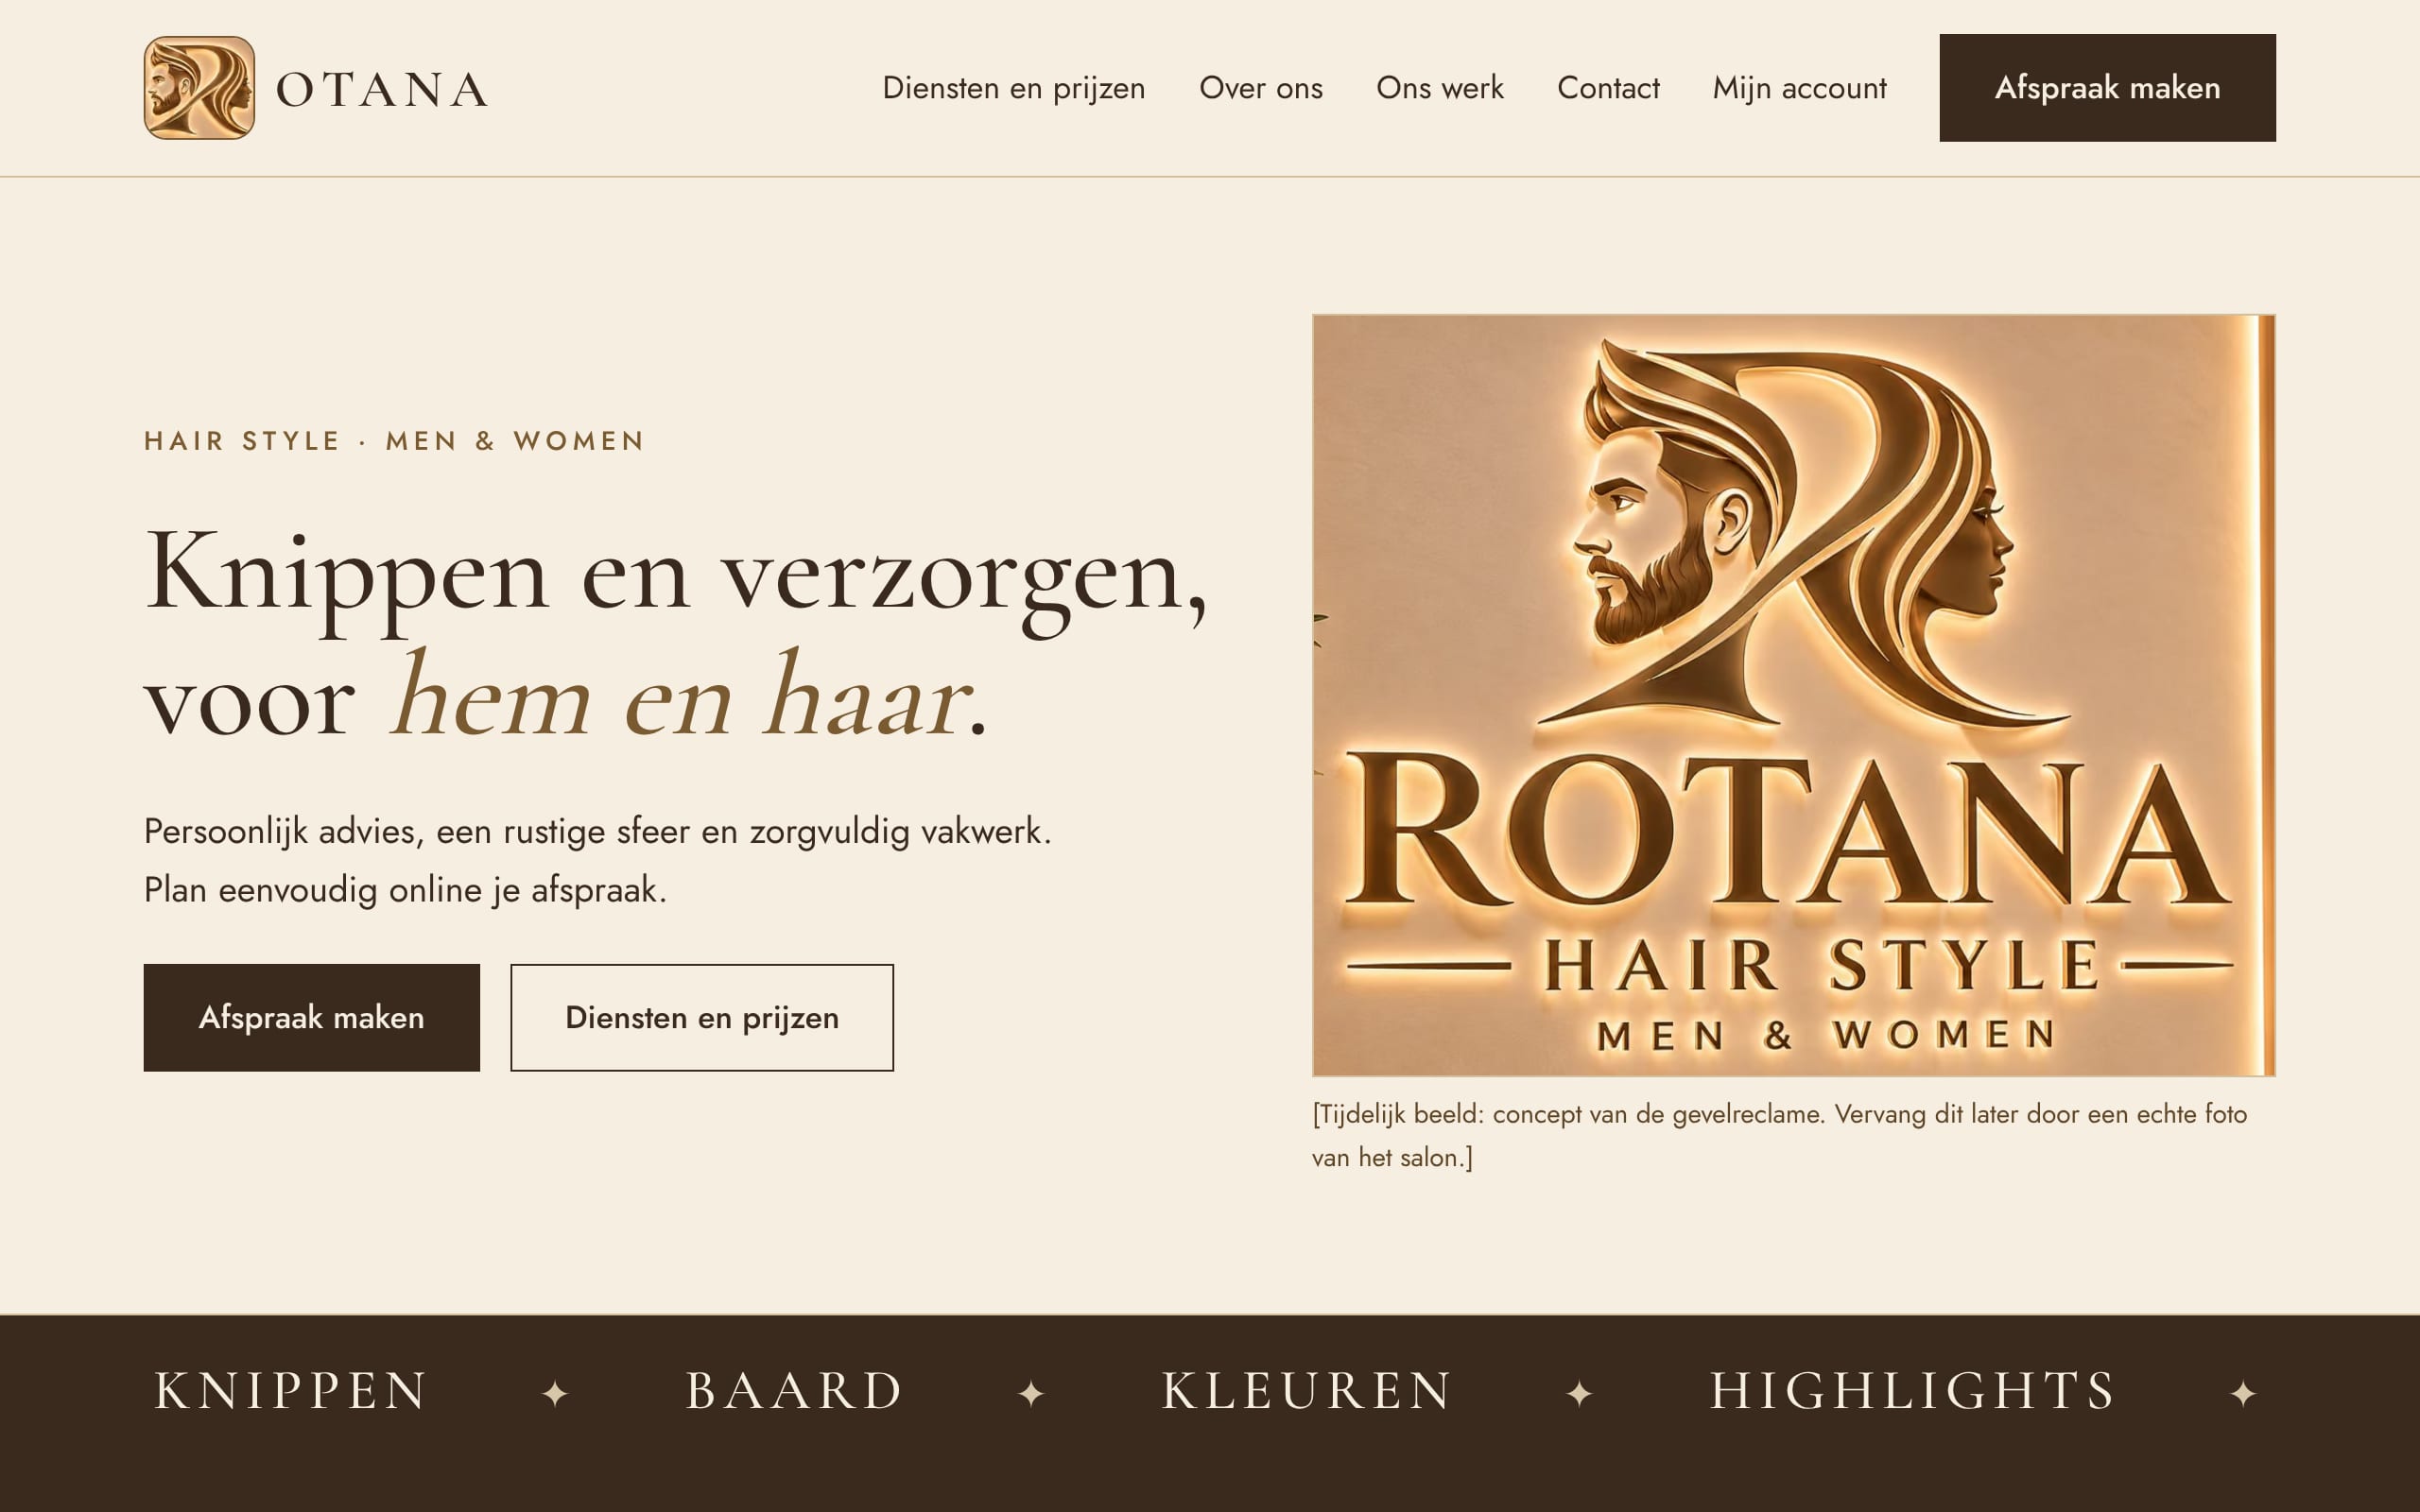 OTANA
Diensten en prijzen
Over ons
Ons werk
Contact
Mijn account
Afspraak maken
HAIR STYLE · MEN & WOMEN
Knippen en verzorgen,
voor hem en haar.
Persoonlijk advies, een rustige sfeer en zorgvuldig vakwerk.
Plan eenvoudig online je afspraak.
Afspraak maken
Diensten en prijzen
ROTANA
HAIR STYLE
MEN & WOMEN
[Tijdelijk beeld: concept van de gevelreclame. Vervang dit later door een echte foto
van het salon.]
KNIPPEN ✦ BAARD ✦ KLEUREN ✦ HIGHLIGHTS ✦